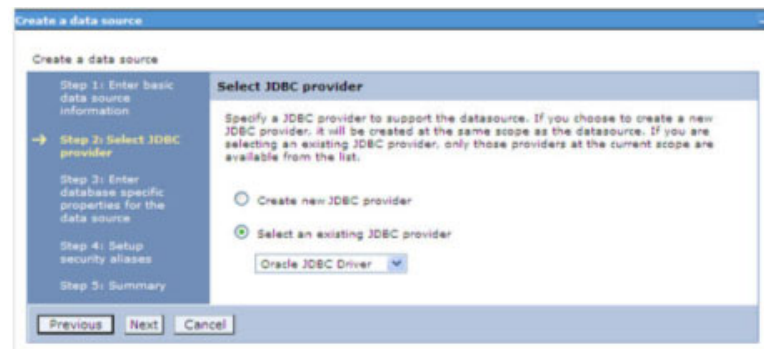 Create a data source
Create a data source
Step 1: Enter basic
data source
information
Step 2: Select JDBC
provider
Step 3: Enter
database specific
properties for the
data source
Step 4: Setup
security aliases
Step 5: Summary
Select JDBC provider
Specify a JDBC provider to support the datasource. If you choose to create a new
JDBC provider, it will be created at the same scope as the datasource. If you are
selecting an existing JDBC provider, only those providers at the current scope are
available from the list.
Create new JDBC provider
Select an existing JDBC provider
Oracle JDBC Driver
Previous Next Cancel